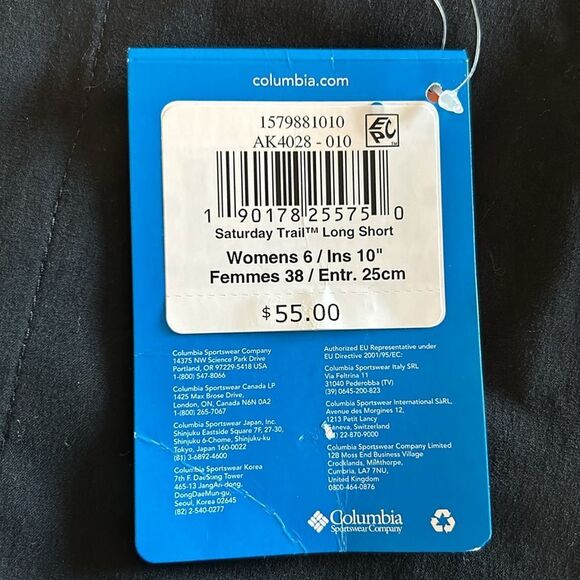 columbia.com
1579881010
AK4028 - 010
EPC™
1 90178 25575 0
Saturday Trail™ Long Short
Womens 6 / Ins 10"
Femmes 38 / Entr. 25cm
$55.00
Columbia Sportswear Company
14375 NW Science Park Drive
Portland, OR 97229-5418 USA
1-(800) 547-8066
Columbia Sportswear Canada LP
1425 Max Brose Drive,
London, ON, Canada N6N 0A2
1-(800) 265-7067
Columbia Sportswear Japan, Inc.
Shinjuku Eastside Square 7F, 27-30,
Shinjuku 6-Chome, Shinjuku-ku
Tokyo, Japan 160-0022
(81) 3-6892-4600
Columbia Sportswear Korea
7th F. DaeSung Tower
465-13 JangAn-dong,
DongDaeMun-gu,
Seoul, Korea 02645
(82) 2-540-0277
Authorized EU Representative under
EU Directive 2001/95/EC:
Columbia Sportswear Italy SRL
Via Feltrina 11
31040 Pederobba (TV)
(39) 0645-200-823
Columbia Sportswear International SàRL,
Avenue des Morgines 12,
1213 Petit Lancy
Geneva, Switzerland
22-870-9000
Columbia Sportswear Company Limited
12B Moss End Business Village
Crooklands, Milnthorpe,
Cumbria, LA7 7NU,
United Kingdom
0800-464-0876
Columbia
Sportswear Company